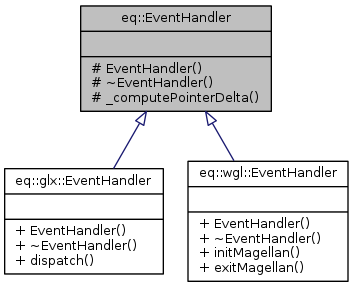 eq::EventHandler
# EventHandler()
# ~EventHandler()
# _computePointerDelta()
eq::glx::EventHandler
+ EventHandler()
+ ~EventHandler()
+ dispatch()
eq::wgl::EventHandler
+ EventHandler()
+ ~EventHandler()
+ initMagellan()
+ exitMagellan()